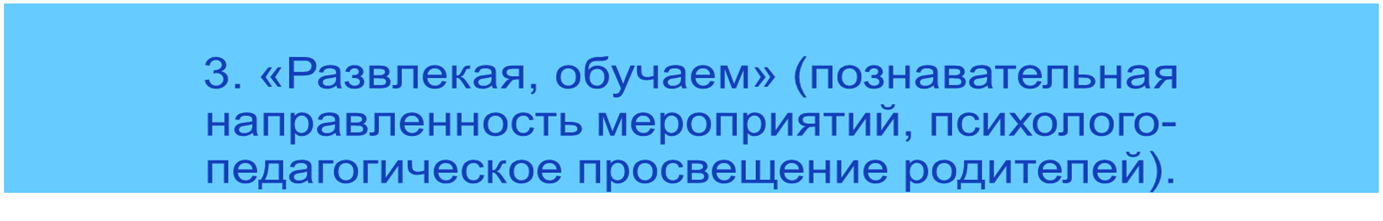 3. «Развлекая, обучаем» (познавательная
направленность мероприятий, психолого-
педагогическое просвещение родителей).